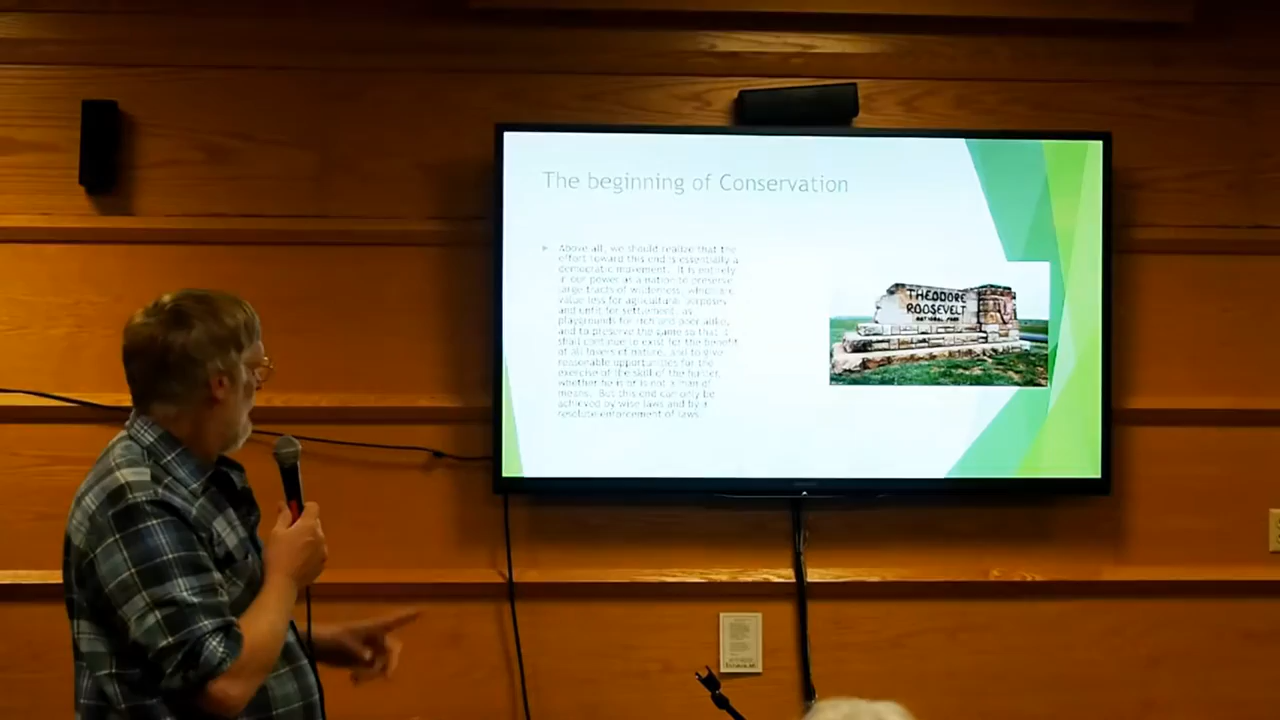 The beginning of Conservation
Above all, we should realize that the
effort toward this end is essentially a
democratic movement. It is entirely
in our power as a nation to preserve
large tracts of wilderness, which are
value less for agricultural purposes
and unfit for settlement, as
playgrounds for rich and poor alike,
and to preserve the same so that it
shall continue to exist for the benefit
of all lovers of nature, and to give
reasonable opportunities for the
exercise of the skill of the hunter,
whether he is or is not a man of
means. But this end can only be
achieved by wise laws and by a
resolute enforcement of laws.
THEODORE
ROOSEVELT
NATIONAL PARK